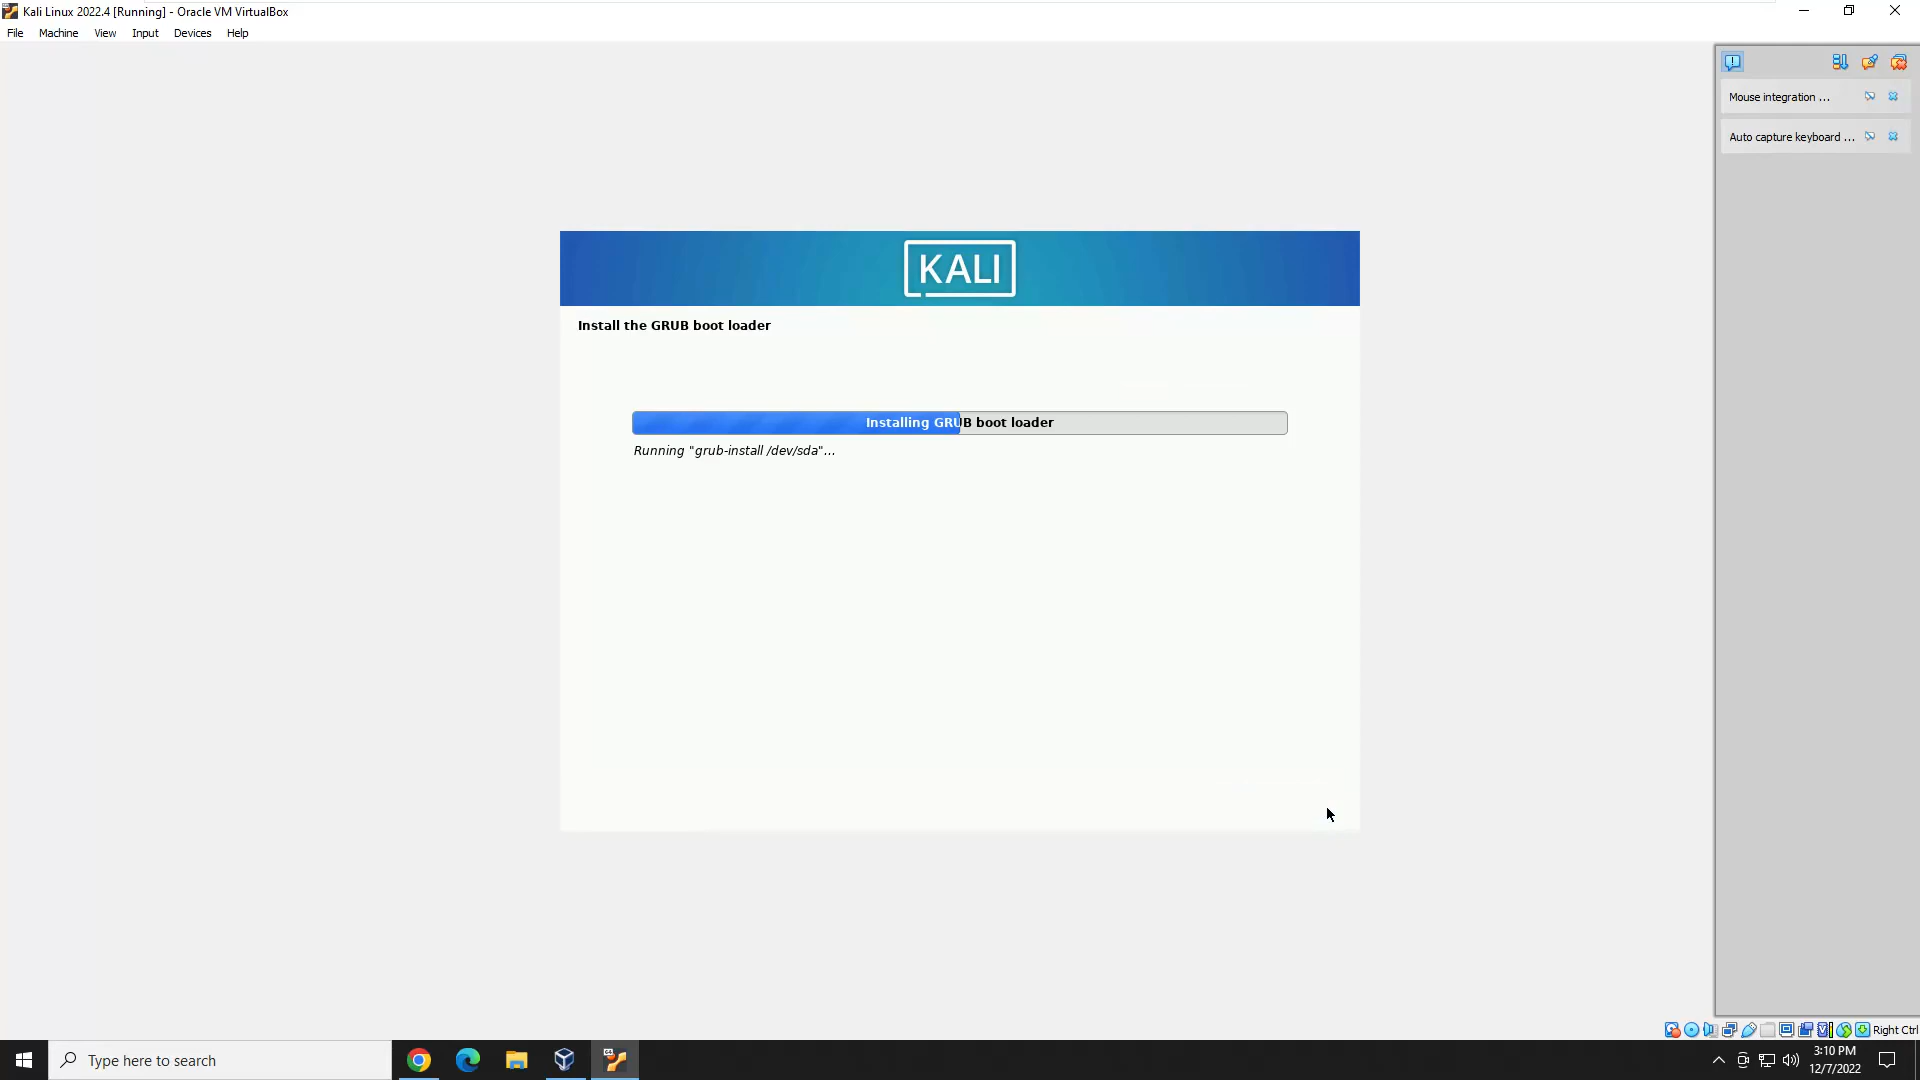 Kali Linux 2022.4 [Running] - Oracle VM VirtualBox
File Machine View Input Devices Help
Mouse integration ...
Auto capture keyboard ...
KALI
Install the GRUB boot loader
Installing GRUB boot loader
Running "grub-install /dev/sda"...
Right Ctrl
Type here to search
3:10 PM
12/7/2022